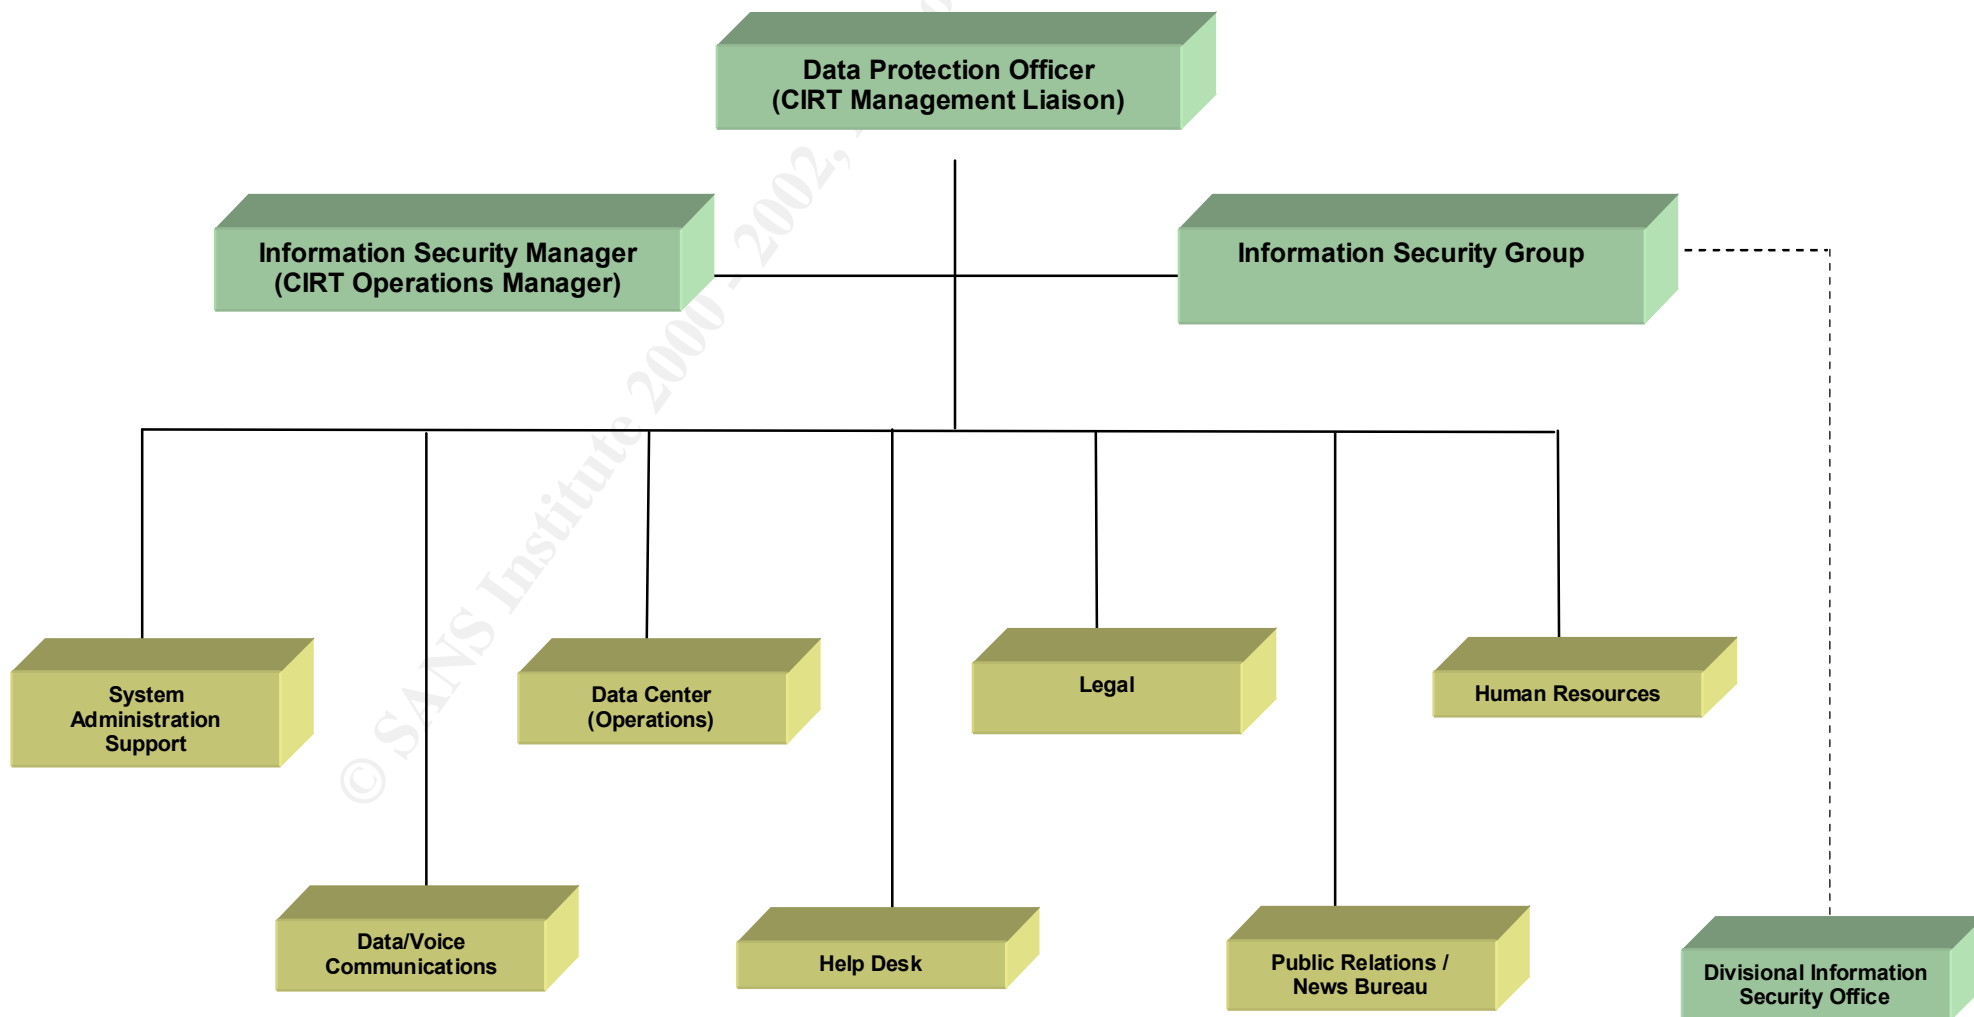 Data Protection Officer
(CIRT Management Liaison)
Information Security Manager
(CIRT Operations Manager)
Information Security Group
System
Administration
Support
Data Center
(Operations)
Legal
Human Resources
Data/Voice
Communications
Help Desk
Public Relations /
News Bureau
Divisional Information
Security Office
© SANS Institute 2000 - 2002,